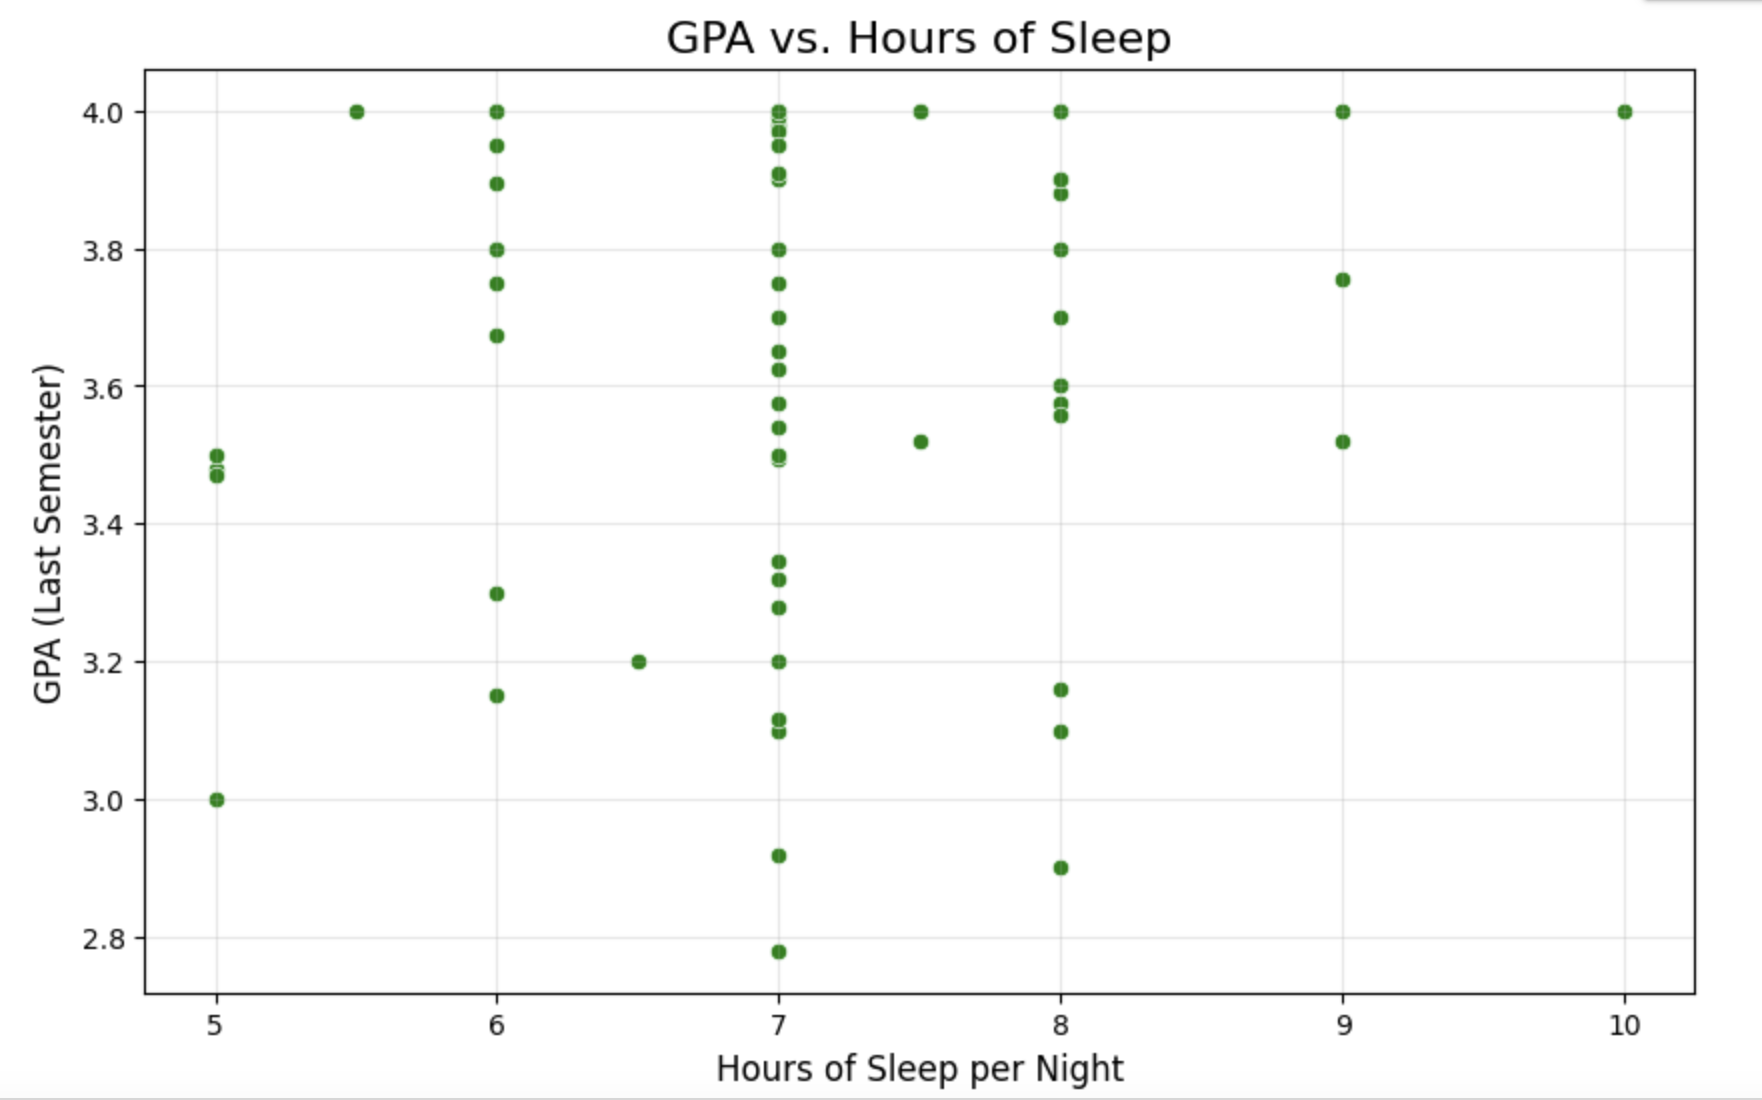 GPA vs. Hours of Sleep
4.0
3.8
3.6
3.4
3.2
3.0
2.8
GPA (Last Semester)
5 6 7 8 9 10
Hours of Sleep per Night